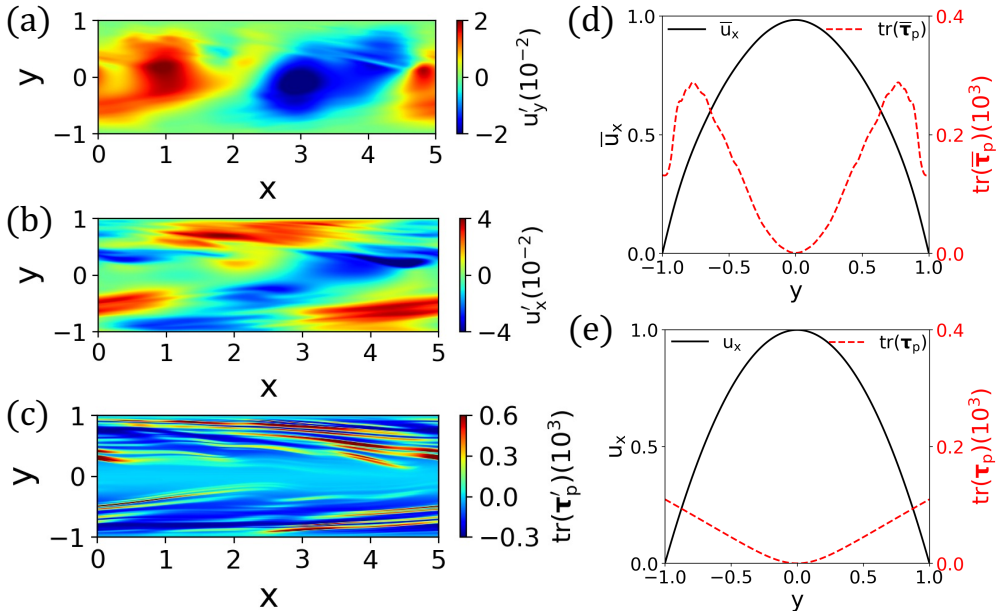 (a)
1
0
−1
y
0 1 2 3 4 5
x
2
0
−2
u′y(10⁻²)
(b)
1
0
−1
y
0 1 2 3 4 5
x
4
0
−4
u′x(10⁻²)
(c)
1
0
−1
y
0 1 2 3 4 5
x
0.6
0.3
0.0
−0.3
tr(τ′p)(10³)
(d)
1.0
0.5
0.0
u̅x
u̅x
tr(τ̅p)
0.4
0.2
0.0
tr(τ̅p)(10³)
−1.0 −0.5 0.0 0.5 1.0
y
(e)
1.0
0.5
0.0
ux
ux
tr(τp)
0.4
0.2
0.0
tr(τp)(10³)
−1.0 −0.5 0.0 0.5 1.0
y